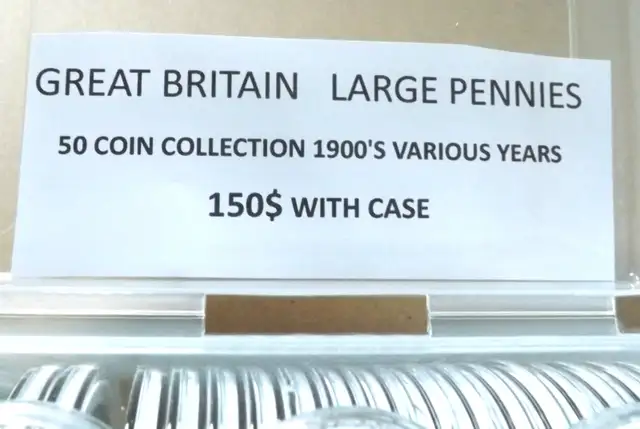 GREAT BRITAIN LARGE PENNIES
50 COIN COLLECTION 1900'S VARIOUS YEARS
150$ WITH CASE